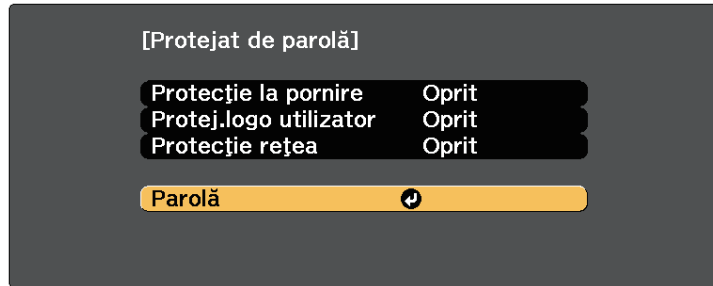 [Protejat de parolă]
Protecţie la pornire Oprit
Protej.logo utilizator Oprit
Protecţie reţea Oprit
Parolă